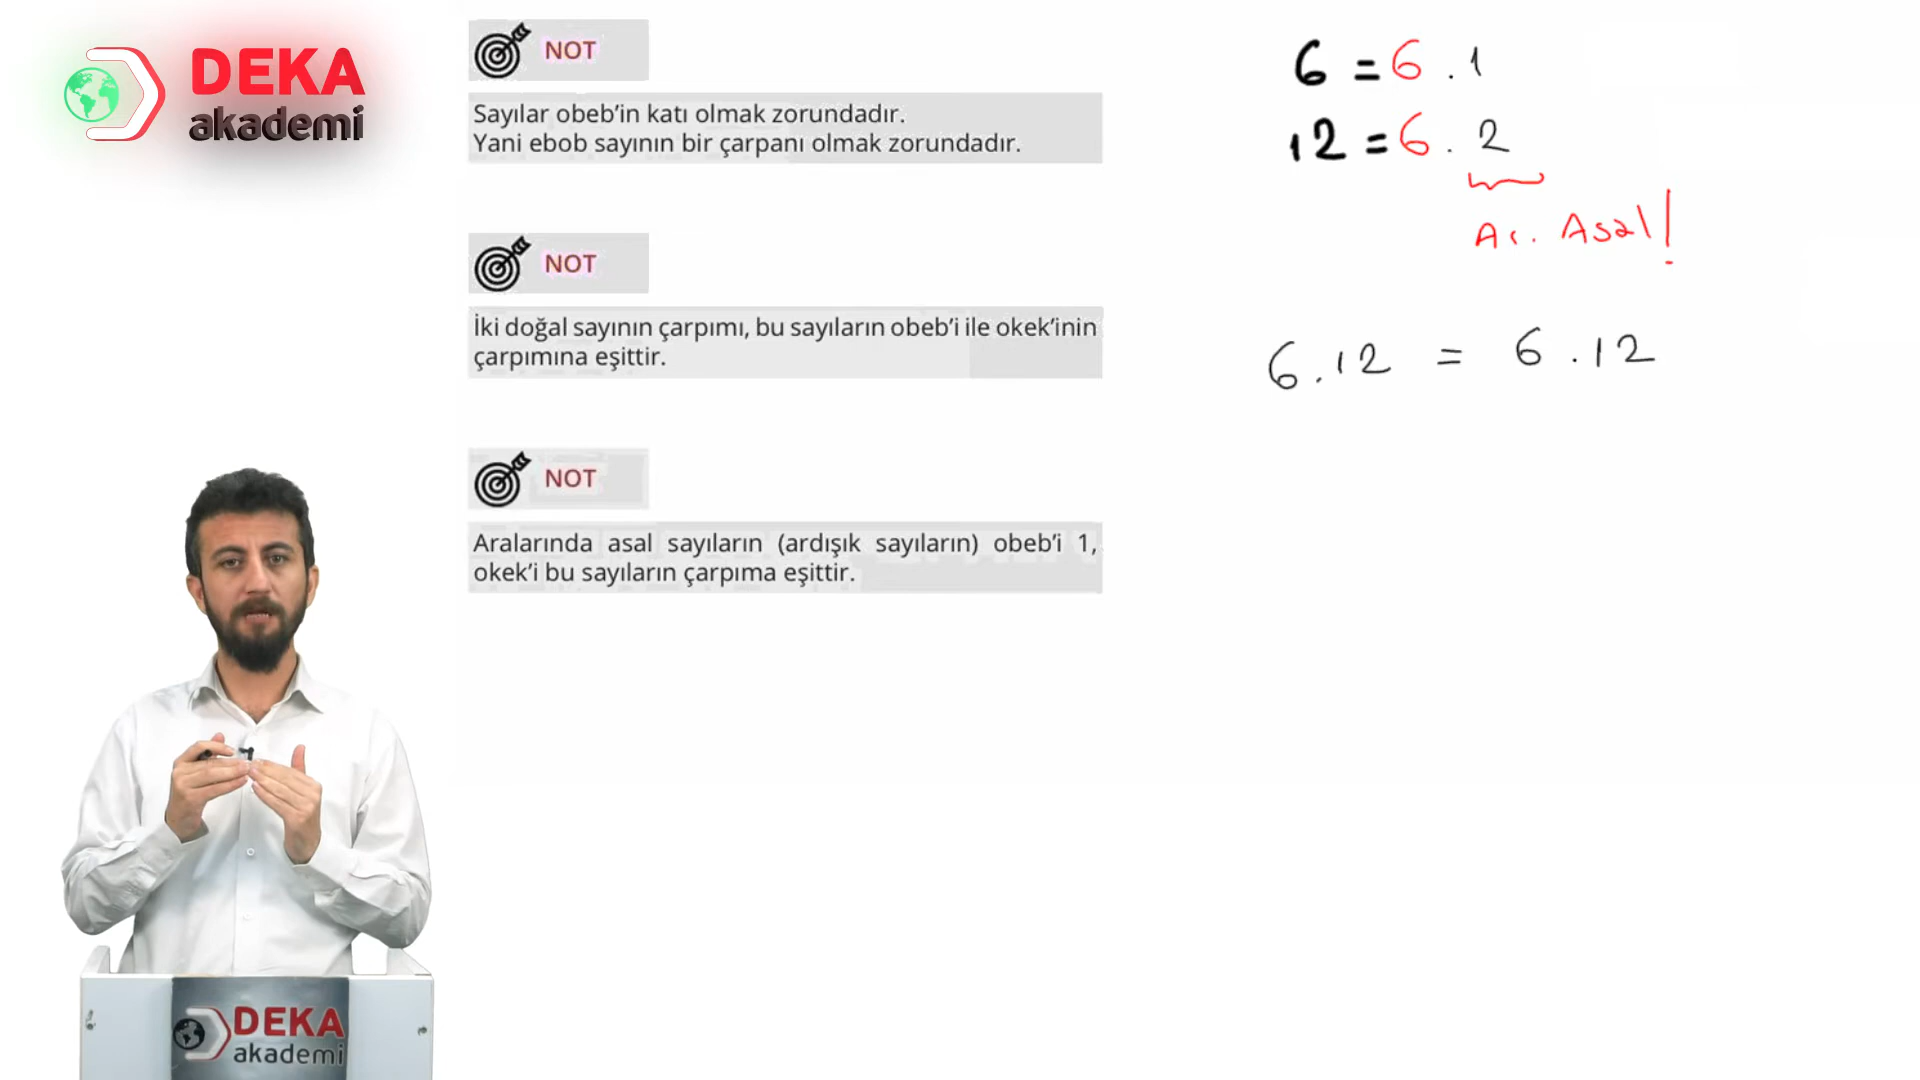 DEKA
akademi
NOT
Sayılar obeb’in katı olmak zorundadır.
Yani ebob sayının bir çarpanı olmak zorundadır.
NOT
İki doğal sayının çarpımı, bu sayıların obeb’i ile okek’inin
çarpımına eşittir.
NOT
Aralarında asal sayıların (ardışık sayıların) obeb’i 1,
okek’i bu sayıların çarpıma eşittir.
6 = 6 . 1
12 = 6 . 2
Ar. Asal!
6.12 = 6.12
DEKA
akademi